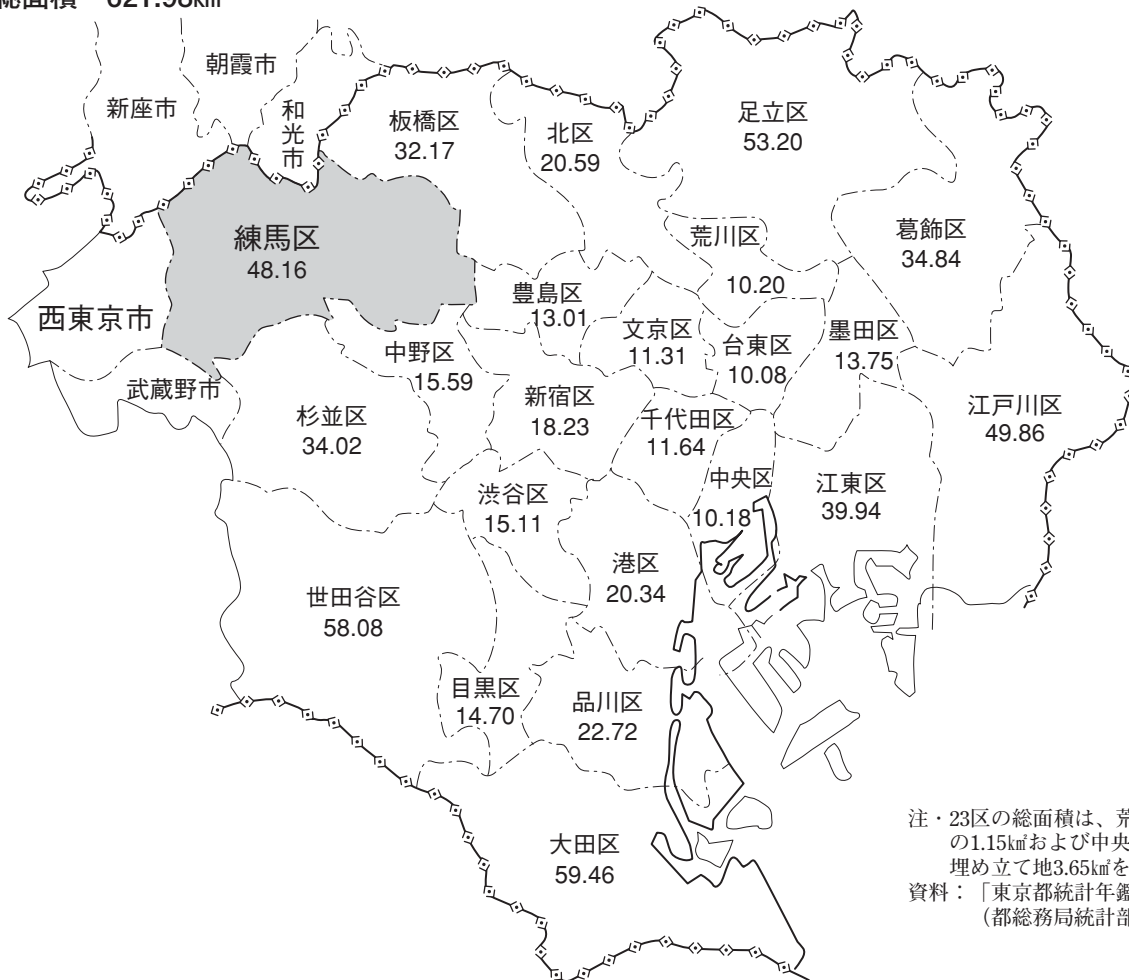 総面積 621.98km²
朝霞市
新座市
和光市
板橋区
32.17
北区
20.59
足立区
53.20
練馬区
48.16
荒川区
10.20
葛飾区
34.84
豊島区
13.01
西東京市
文京区
11.31
台東区
10.08
墨田区
13.75
中野区
15.59
武蔵野市
新宿区
18.23
杉並区
34.02
千代田区
11.64
江戸川区
49.86
中央区
10.18
江東区
39.94
渋谷区
15.11
港区
20.34
世田谷区
58.08
目黒区
14.70
品川区
22.72
大田区
59.46
注・23区の総面積は、荒
の1.15㎢および中央
埋め立て地3.65㎢を
資料：「東京都統計年鑑
（都総務局統計部